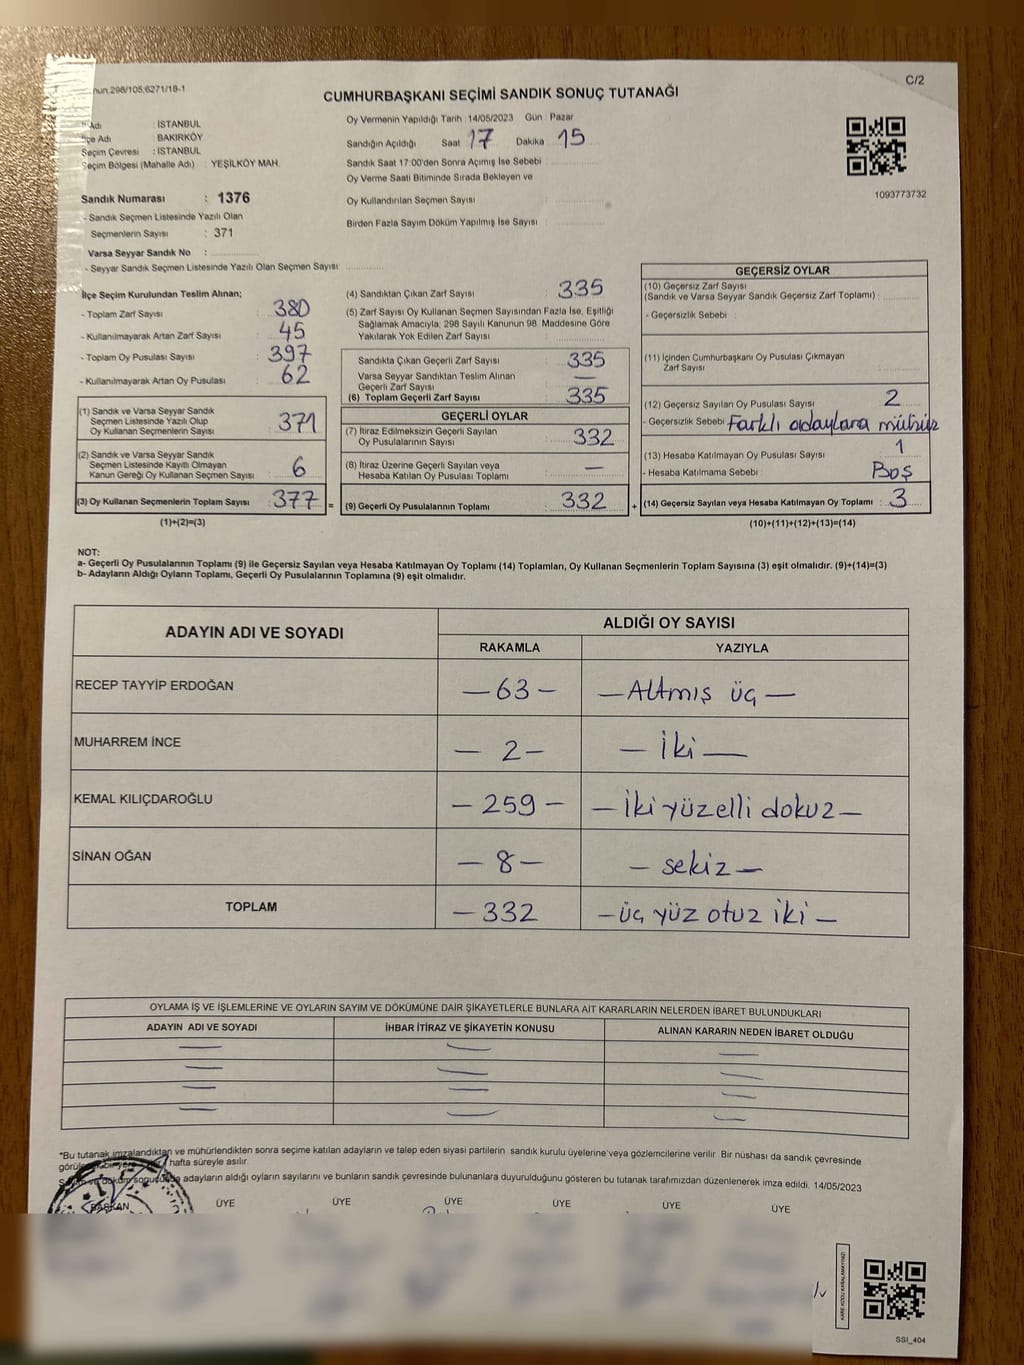 nun:298/105;6271/18-1
C/2
CUMHURBAŞKANI SEÇİMİ SANDIK SONUÇ TUTANAĞI
İl Adı : İSTANBUL
İlçe Adı : BAKIRKÖY
Seçim Çevresi : İSTANBUL
Seçim Bölgesi (Mahalle Adı) : YEŞİLKÖY MAH.
Sandık Numarası : 1376
- Sandık Seçmen Listesinde Yazılı Olan
Seçmenlerin Sayısı : 371
Varsa Seyyar Sandık No :
- Seyyar Sandık Seçmen Listesinde Yazılı Olan Seçmen Sayısı
Oy Vermenin Yapıldığı Tarih 14/05/2023 Gün : Pazar
Sandığın Açıldığı Saat 17 Dakika 15
Sandık Saat 17:00'den Sonra Açımış İse Sebebi
Oy Verme Saati Bitiminde Sırada Bekleyen ve
Oy Kullandırılan Seçmen Sayısı
Birden Fazla Sayım Döküm Yapılmış İse Sayısı :
1093773732
İlçe Seçim Kurulundan Teslim Alınan;
- Toplam Zarf Sayısı : 380
- Kullanılmayarak Artan Zarf Sayısı : 45
- Toplam Oy Pusulası Sayısı : 397
- Kullanılmayarak Artan Oy Pusulası : 62
(1) Sandık ve Varsa Seyyar Sandık
Seçmen Listesinde Yazılı Olup
Oy Kullanan Seçmenlerin Sayısı : 371
(2) Sandık ve Varsa Seyyar Sandık
Seçmen Listesinde Kayıtlı Olmayan
Kanun Gereği Oy Kullanan Seçmen Sayısı : 6
(3) Oy Kullanan Seçmenlerin Toplam Sayısı : 377 =
(1)+(2)=(3)
(4) Sandıktan Çıkan Zarf Sayısı : 335
(5) Zarf Sayısı Oy Kullanan Seçmen Sayısından Fazla İse, Eşitliği
Sağlamak Amacıyla, 298 Sayılı Kanunun 98. Maddesine Göre
Yakılarak Yok Edilen Zarf Sayısı :
Sandıkta Çıkan Geçerli Zarf Sayısı : 335
Varsa Seyyar Sandıktan Teslim Alınan
Geçerli Zarf Sayısı : —
(6) Toplam Geçerli Zarf Sayısı : 335
GEÇERLİ OYLAR
(7) İtiraz Edilmeksizin Geçerli Sayılan
Oy Pusulalarının Sayısı : 332
(8) İtiraz Üzerine Geçerli Sayılan veya
Hesaba Katılan Oy Pusulası Toplamı : —
(9) Geçerli Oy Pusulalarının Toplamı : 332 +
GEÇERSİZ OYLAR
(10) Geçersiz Zarf Sayısı
(Sandık ve Varsa Seyyar Sandık Geçersiz Zarf Toplamı) :
- Geçersizlik Sebebi :
(11) İçinden Cumhurbaşkanı Oy Pusulası Çıkmayan
Zarf Sayısı :
(12) Geçersiz Sayılan Oy Pusulası Sayısı : 2
- Geçersizlik Sebebi : Farklı adaylara mühür
(13) Hesaba Katılmayan Oy Sayısı : 1
- Hesaba Katılmama Sebebi : Boş
(14) Geçersiz Sayılan veya Hesaba Katılmayan Oy Toplamı : 3
(10)+(11)+(12)+(13)=(14)
NOT:
a- Geçerli Oy Pusulalarının Toplamı (9) ile Geçersiz Sayılan veya Hesaba Katılmayan Oy Toplamı (14) Toplamları, Oy Kullanan Seçmenlerin Toplam Sayısına (3) eşit olmalıdır. (9)+(14)=(3)
b- Adayların Aldığı Oyların Toplamı, Geçerli Oy Pusulalarının Toplamına (9) eşit olmalıdır.
ADAYIN ADI VE SOYADI
ALDIĞI OY SAYISI
RAKAMLA YAZIYLA
RECEP TAYYİP ERDOĞAN — 63 — — Altmış üç —
MUHARREM İNCE — 2 — — İki —
KEMAL KILIÇDAROĞLU — 259 — — İki yüz elli dokuz —
SİNAN OĞAN — 8 — — sekiz —
TOPLAM — 332 — üç yüz otuz iki —
OYLAMA İŞ VE İŞLEMLERİNE VE OYLARIN SAYIM VE DÖKÜMÜNE DAİR ŞİKAYETLERLE BUNLARA AİT KARARLARIN NELERDEN İBARET BULUNDUKLARI
ADAYIN ADI VE SOYADI İHBAR İTİRAZ VE ŞİKAYETİN KONUSU ALINAN KARARIN NEDEN İBARET OLDUĞU
*Bu tutanak imzalandıktan ve mühürlendikten sonra seçime katılan adayların ve talep eden siyasi partilerin sandık kurulu üyelerine veya gözlemcilerine verilir. Bir nüshası da sandık çevresinde
hafta süreyle asılır.
adayların aldığı oyların sayılarını ve bunların sandık çevresinde bulunanlara duyurulduğunu gösteren bu tutanak tarafımızdan düzenlenerek imza edildi. 14/05/2023
BAŞKAN ÜYE ÜYE ÜYE ÜYE ÜYE ÜYE
KARE KODU KARALAMAYINIZ!
SSI_404